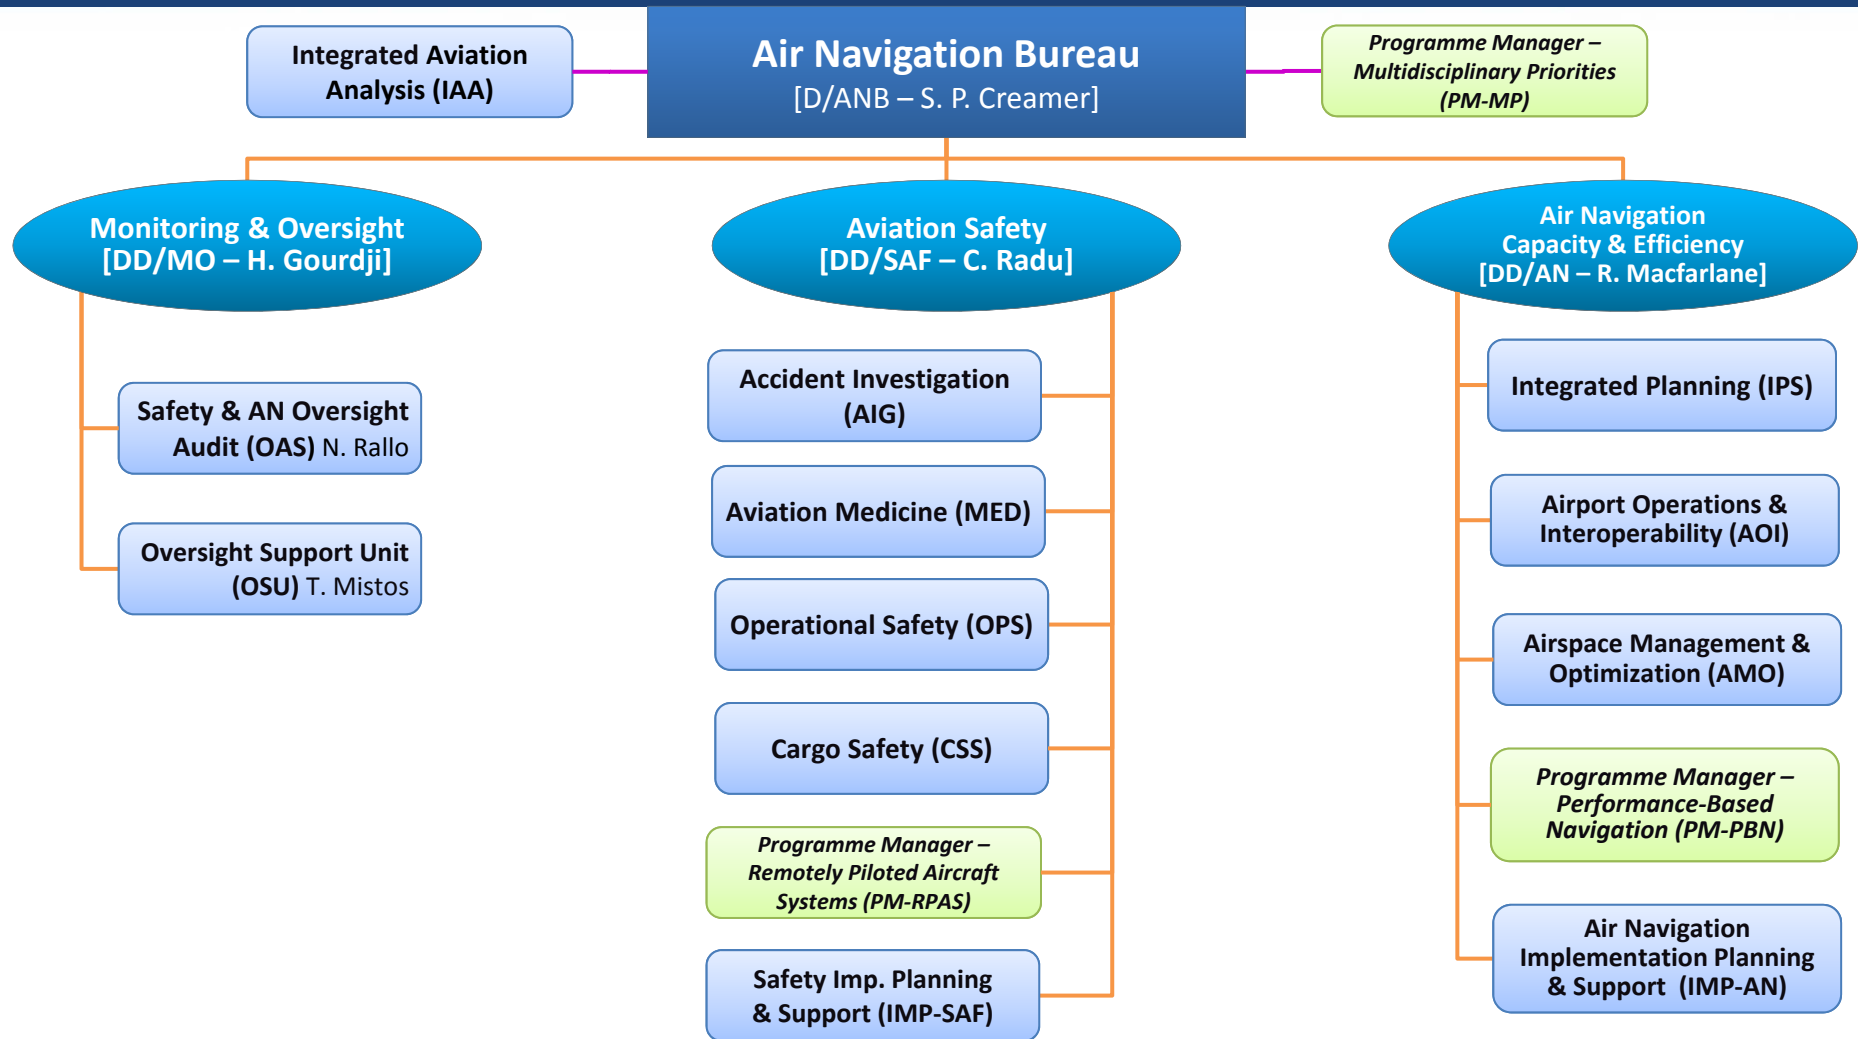 Integrated Aviation
Analysis (IAA)
Air Navigation Bureau
[D/ANB – S. P. Creamer]
Programme Manager –
Multidisciplinary Priorities
(PM-MP)
Monitoring & Oversight
[DD/MO – H. Gourdji]
Aviation Safety
[DD/SAF – C. Radu]
Air Navigation
Capacity & Efficiency
[DD/AN – R. Macfarlane]
Safety & AN Oversight
Audit (OAS) N. Rallo
Oversight Support Unit
(OSU) T. Mistos
Accident Investigation
(AIG)
Aviation Medicine (MED)
Operational Safety (OPS)
Cargo Safety (CSS)
Programme Manager –
Remotely Piloted Aircraft
Systems (PM-RPAS)
Safety Imp. Planning
& Support (IMP-SAF)
Integrated Planning (IPS)
Airport Operations &
Interoperability (AOI)
Airspace Management &
Optimization (AMO)
Programme Manager –
Performance-Based
Navigation (PM-PBN)
Air Navigation
Implementation Planning
& Support (IMP-AN)